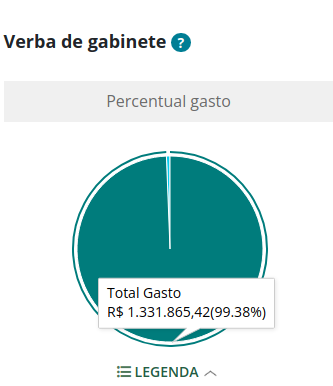 Verba de gabinete ?
Percentual gasto
Total Gasto
R$ 1.331.865,42(99.38%)
LEGENDA